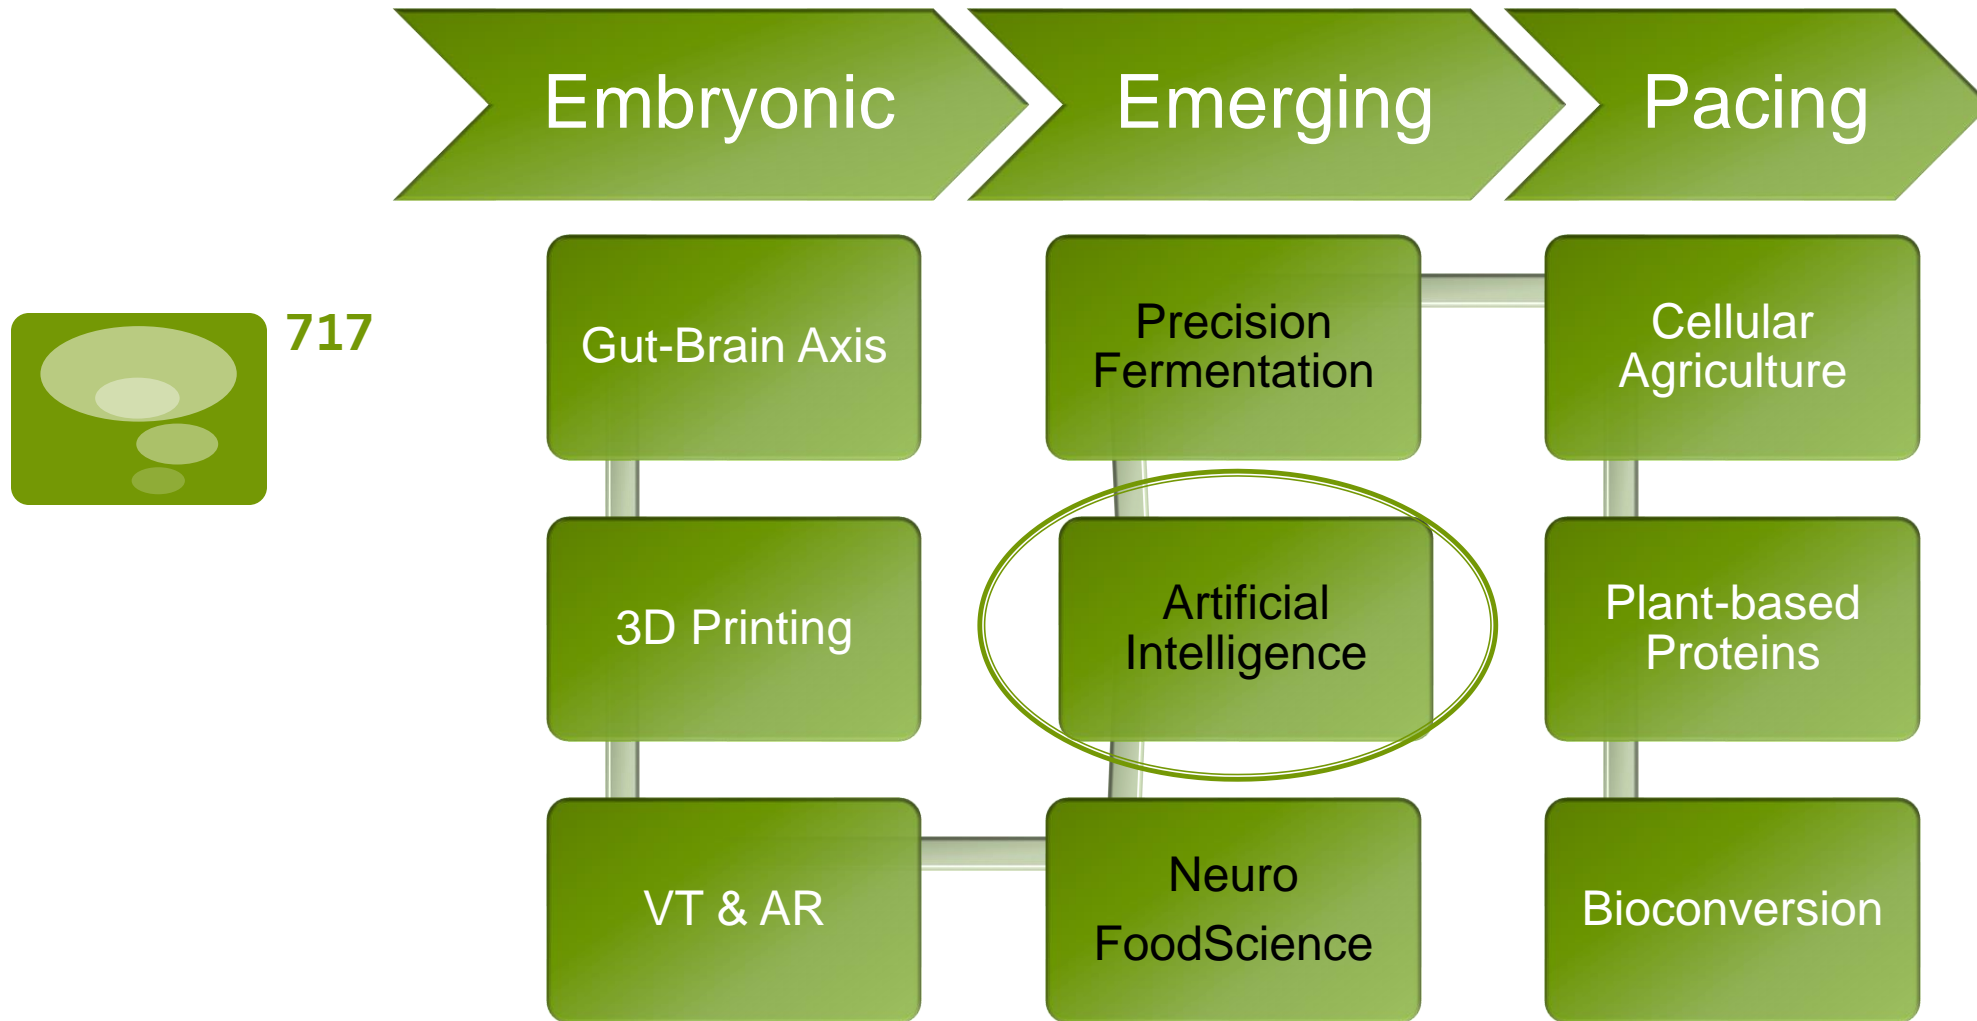 Embryonic
Emerging
Pacing
717
Gut-Brain Axis
Precision
Fermentation
Cellular
Agriculture
3D Printing
Artificial
Intelligence
Plant-based
Proteins
VT & AR
Neuro
FoodScience
Bioconversion